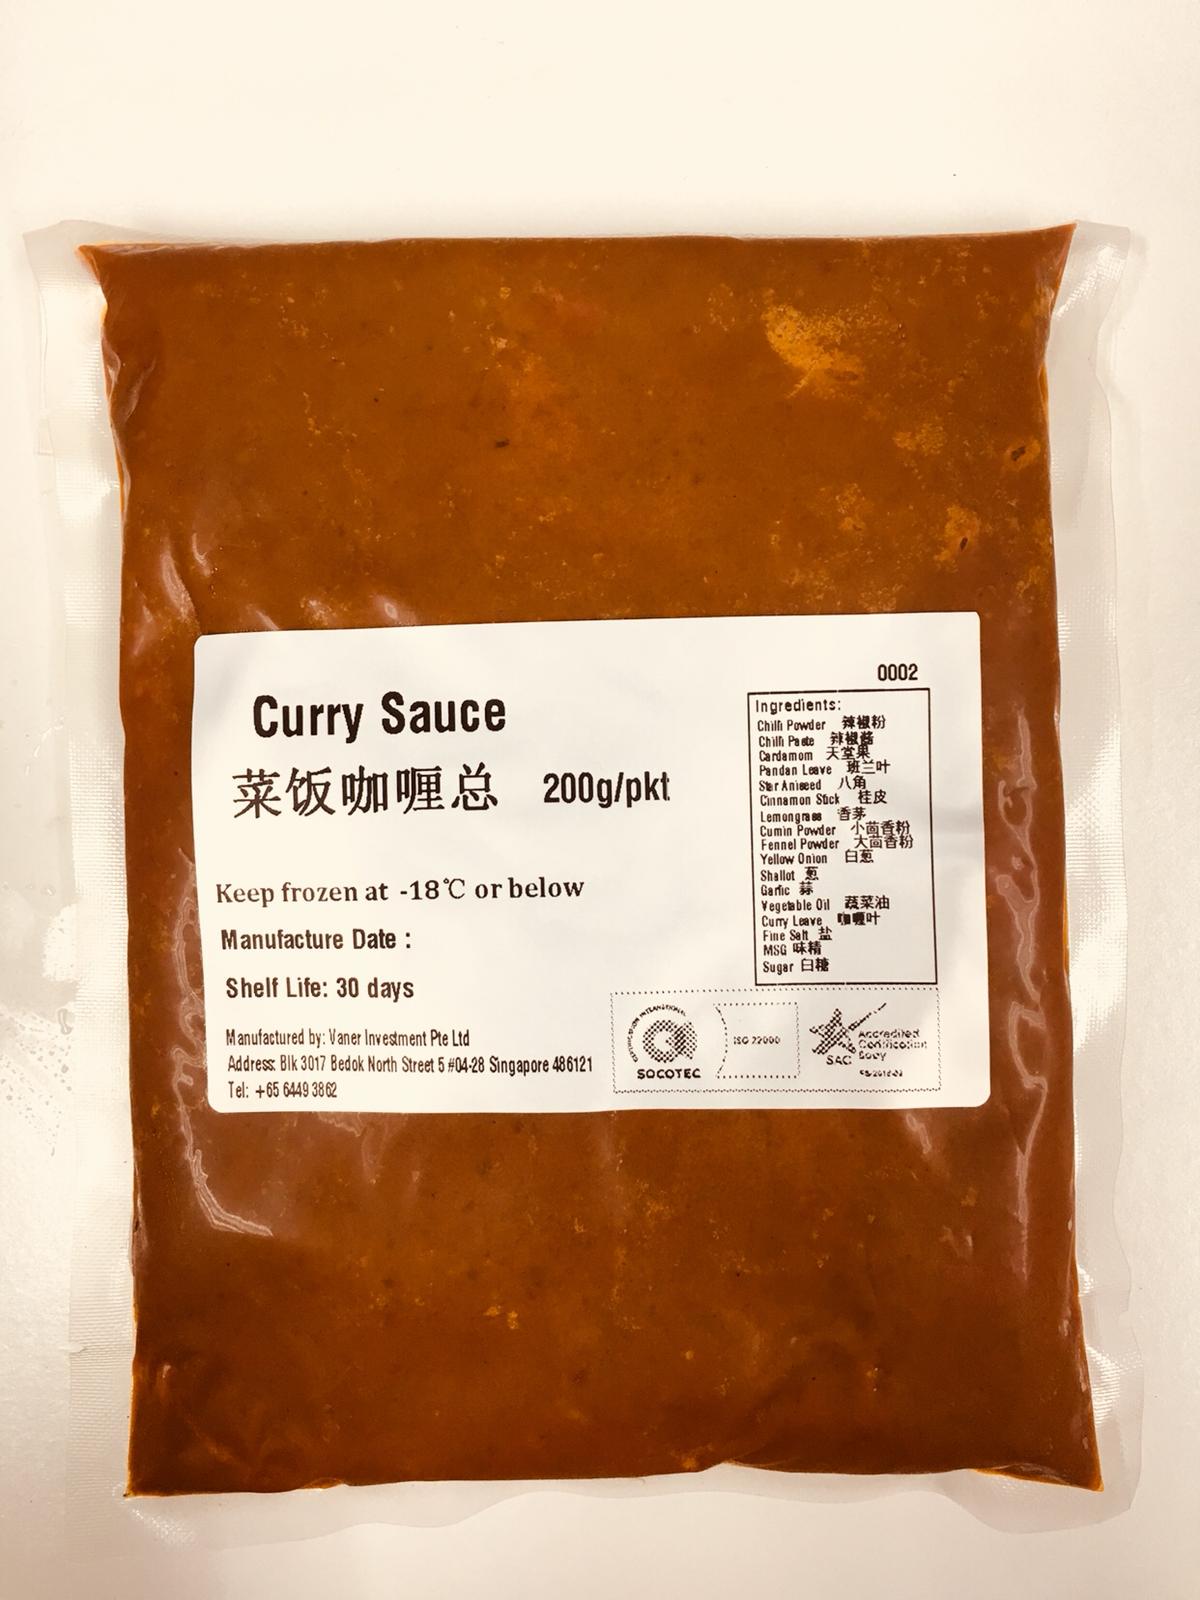 0002
Curry Sauce
菜饭咖喱总 200g/pkt
Keep frozen at -18℃ or below
Manufacture Date :
Shelf Life: 30 days
Manufactured by: Vaner Investment Pte Ltd
Address: Blk 3017 Bedok North Street 5 #04-28 Singapore 486121
Tel: +65 6449 3862
Ingredients:
Chilli Powder 辣椒粉
Chilli Paste 辣椒酱
Cardamom 天堂果
Pandan Leave 班兰叶
Star Aniseed 八角
Cinnamon Stick 桂皮
Lemongrass 香茅
Cumin Powder 小茴香粉
Fennel Powder 大茴香粉
Yellow Onion 白葱
Shallot 葱
Garlic 蒜
Vegetable Oil 蔬菜油
Curry Leave 咖喱叶
Fine Salt 盐
MSG 味精
Sugar 白糖
CERTIFICATION INTERNATIONAL
SOCOTEC
ISO 22000
SAC
Accredited
Certification
Body